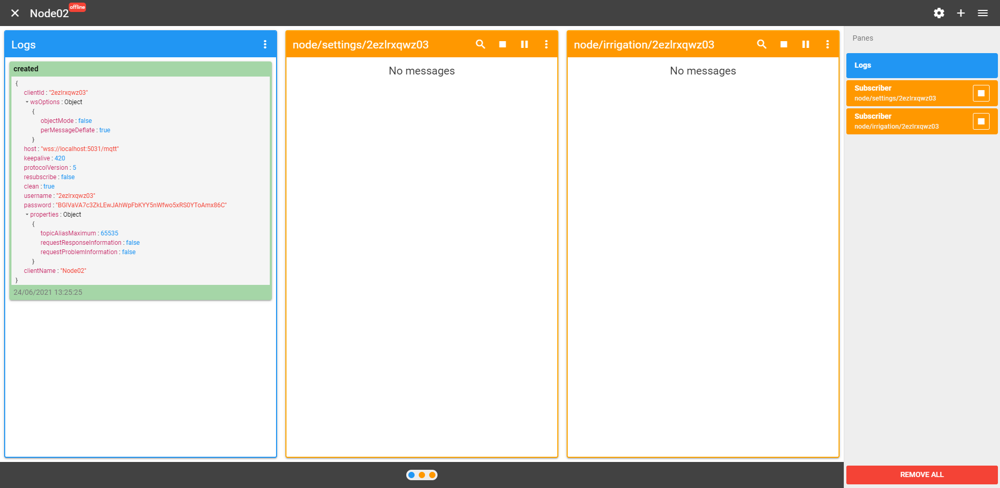 Node02
offline
Logs
created
{
clientId : "2ezlrxqwz03"
wsOptions : Object
{
objectMode : false
perMessageDeflate : true
}
host : "wss://localhost:5031/mqtt"
keepalive : 420
protocolVersion : 5
resubscribe : false
clean : true
username : "2ezlrxqwz03"
password : "BGlVaVA7c3ZkLEwJAhWpFbKYY5nWfwo5xRS0YToAmx86C"
properties : Object
{
topicAliasMaximum : 65535
requestResponseInformation : false
requestProblemInformation : false
}
clientName : "Node02"
}
24/06/2021 13:25:25
node/settings/2ezlrxqwz03
No messages
node/irrigation/2ezlrxqwz03
No messages
Panes
Logs
Subscriber
node/settings/2ezlrxqwz03
Subscriber
node/irrigation/2ezlrxqwz03
REMOVE ALL